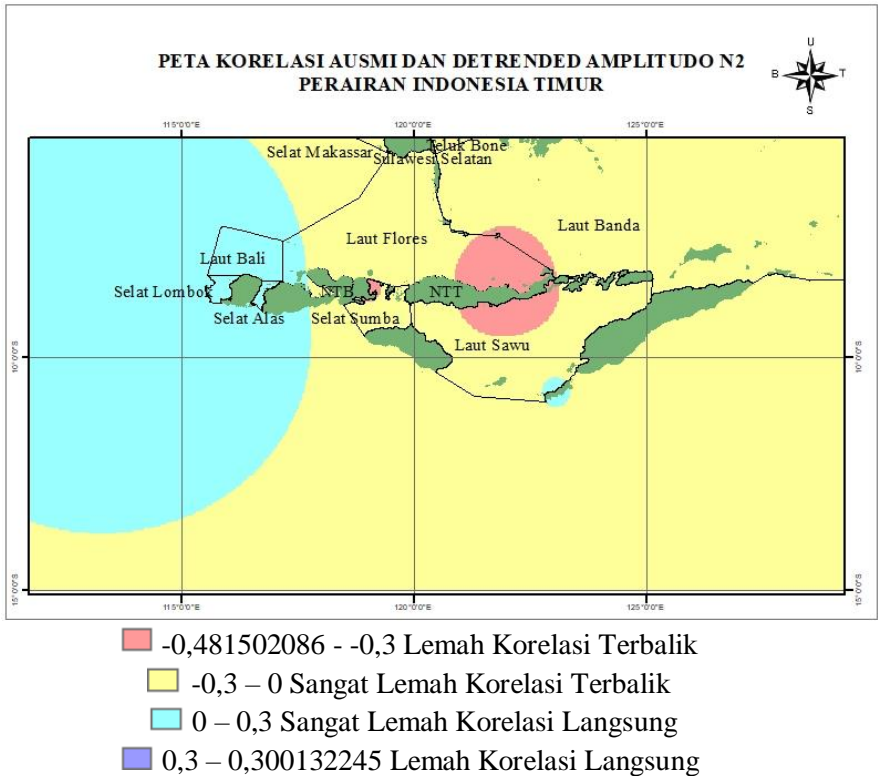 PETA KORELASI AUSMI DAN DETRENDED AMPLITUDO N2
PERAIRAN INDONESIA TIMUR
U
B T
S
115°0'0"E 120°0'0"E 125°0'0"E
Selat Makassar
Teluk Bone
Sulawesi Selatan
Laut Flores
Laut Banda
Laut Bali
Selat Lombok
NTB
NTT
Selat Alas
Selat Sumba
Laut Sawu
10°0'0"S 10°0'0"S
15°0'0"S 15°0'0"S
115°0'0"E 120°0'0"E 125°0'0"E
-0,481502086 - -0,3 Lemah Korelasi Terbalik
-0,3 – 0 Sangat Lemah Korelasi Terbalik
0 – 0,3 Sangat Lemah Korelasi Langsung
0,3 – 0,300132245 Lemah Korelasi Langsung